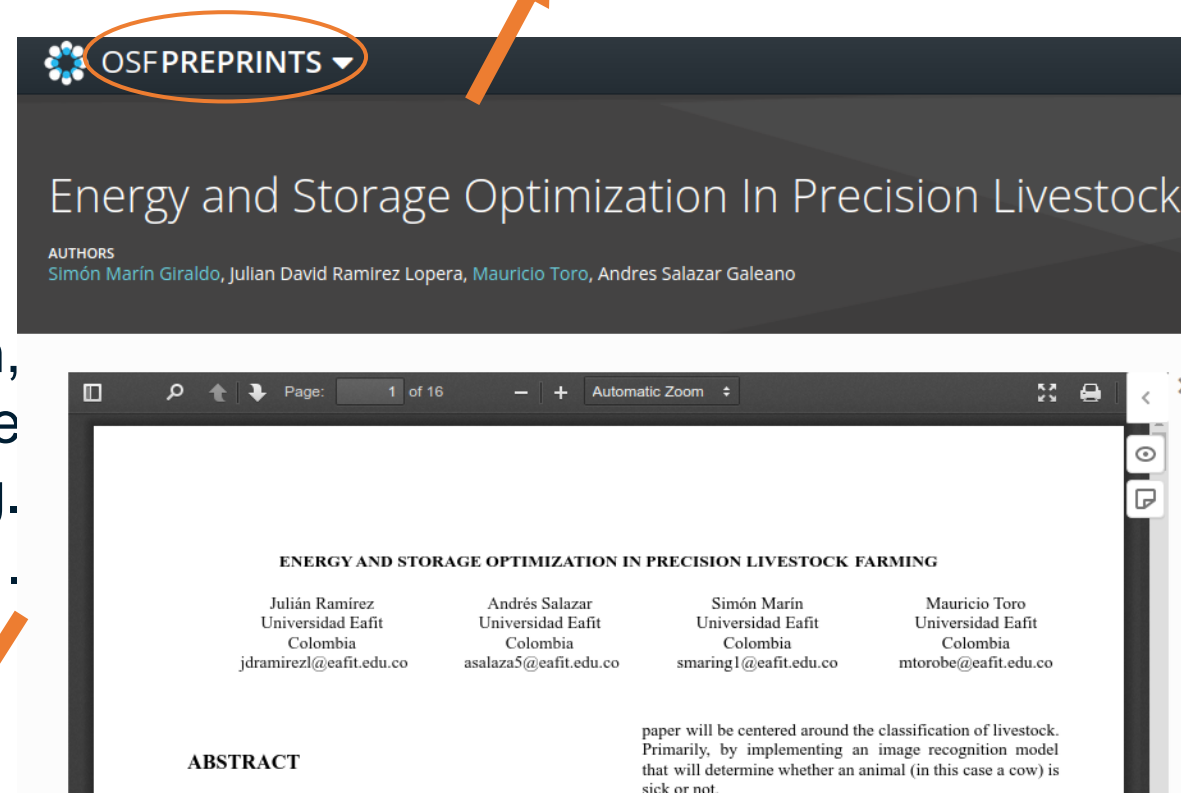 OSFPREPRINTS
Energy and Storage Optimization In Precision Livestock
AUTHORS
Simón Marín Giraldo, Julian David Ramirez Lopera, Mauricio Toro, Andres Salazar Galeano
Page: 1 of 16 Automatic Zoom
ENERGY AND STORAGE OPTIMIZATION IN PRECISION LIVESTOCK FARMING
Julián Ramírez
Universidad Eafit
Colombia
jdramirezl@eafit.edu.co
Andrés Salazar
Universidad Eafit
Colombia
asalaza5@eafit.edu.co
Simón Marín
Universidad Eafit
Colombia
smaring1@eafit.edu.co
Mauricio Toro
Universidad Eafit
Colombia
mtorobe@eafit.edu.co
ABSTRACT
paper will be centered around the classification of livestock.
Primarily, by implementing an image recognition model
that will determine whether an animal (in this case a cow) is
sick or not.